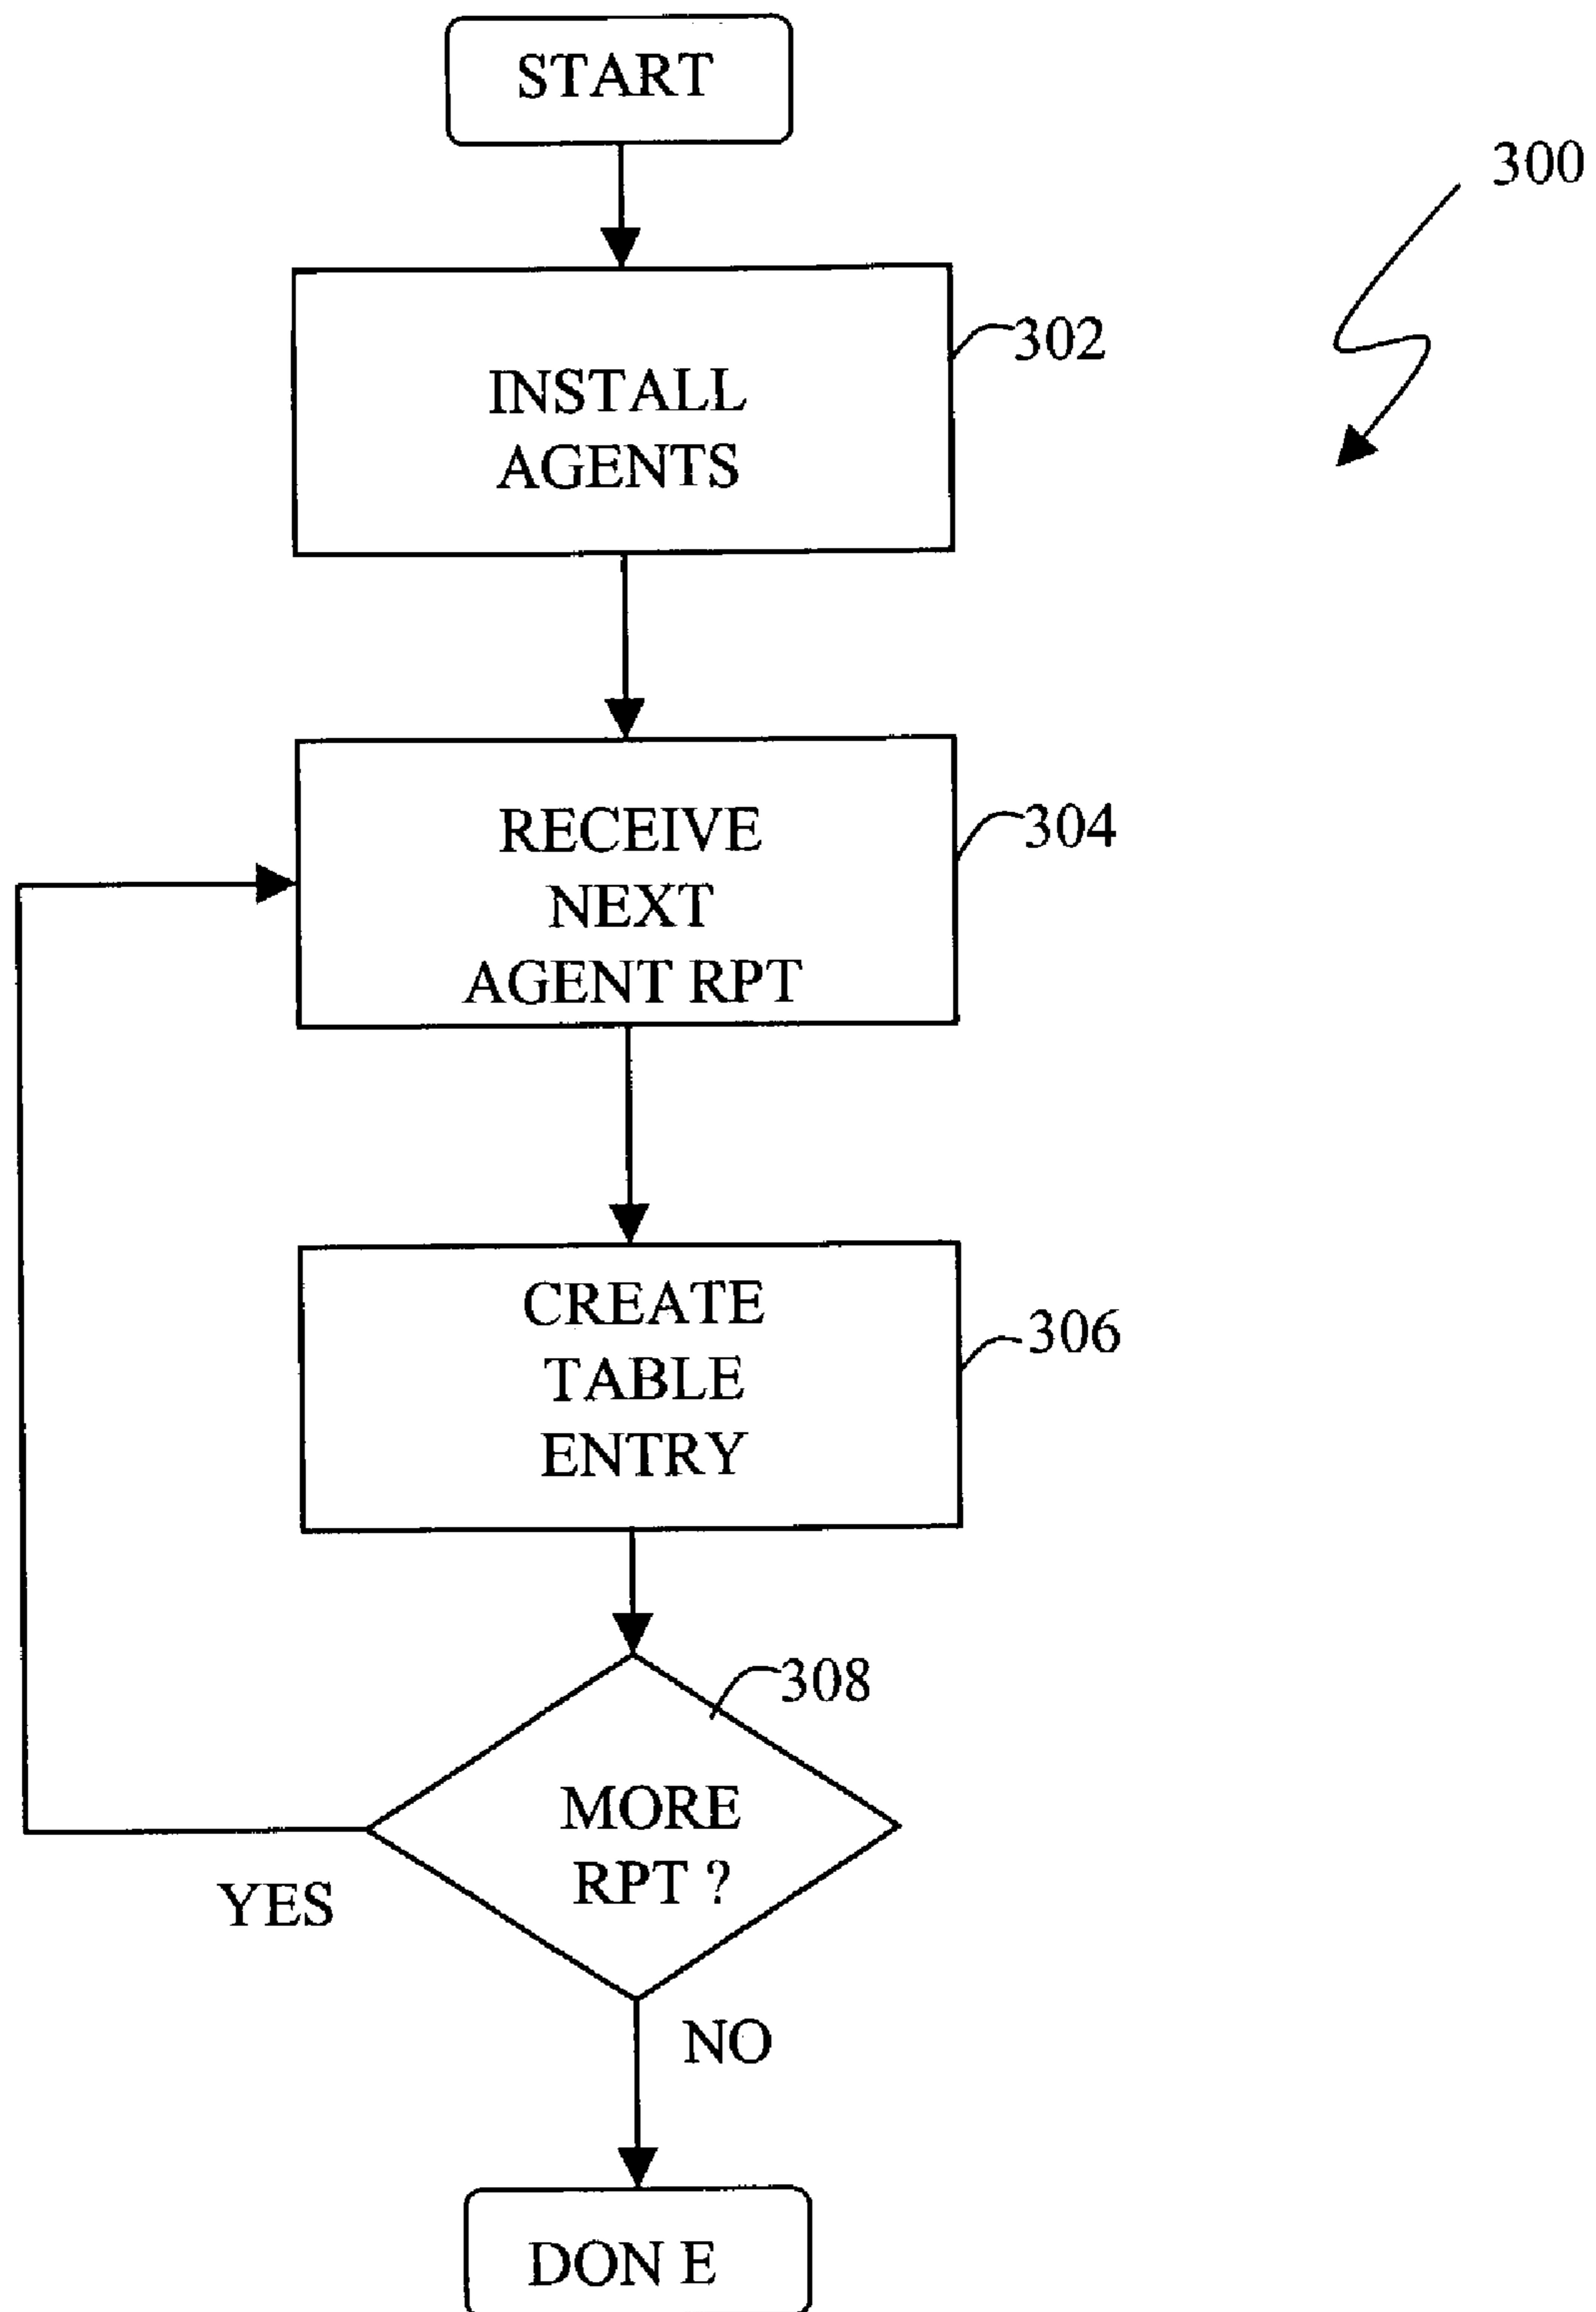 START
300
302
INSTALL
AGENTS
304
RECEIVE
NEXT
AGENT RPT
306
CREATE
TABLE
ENTRY
308
MORE
RPT ?
YES
NO
DON E